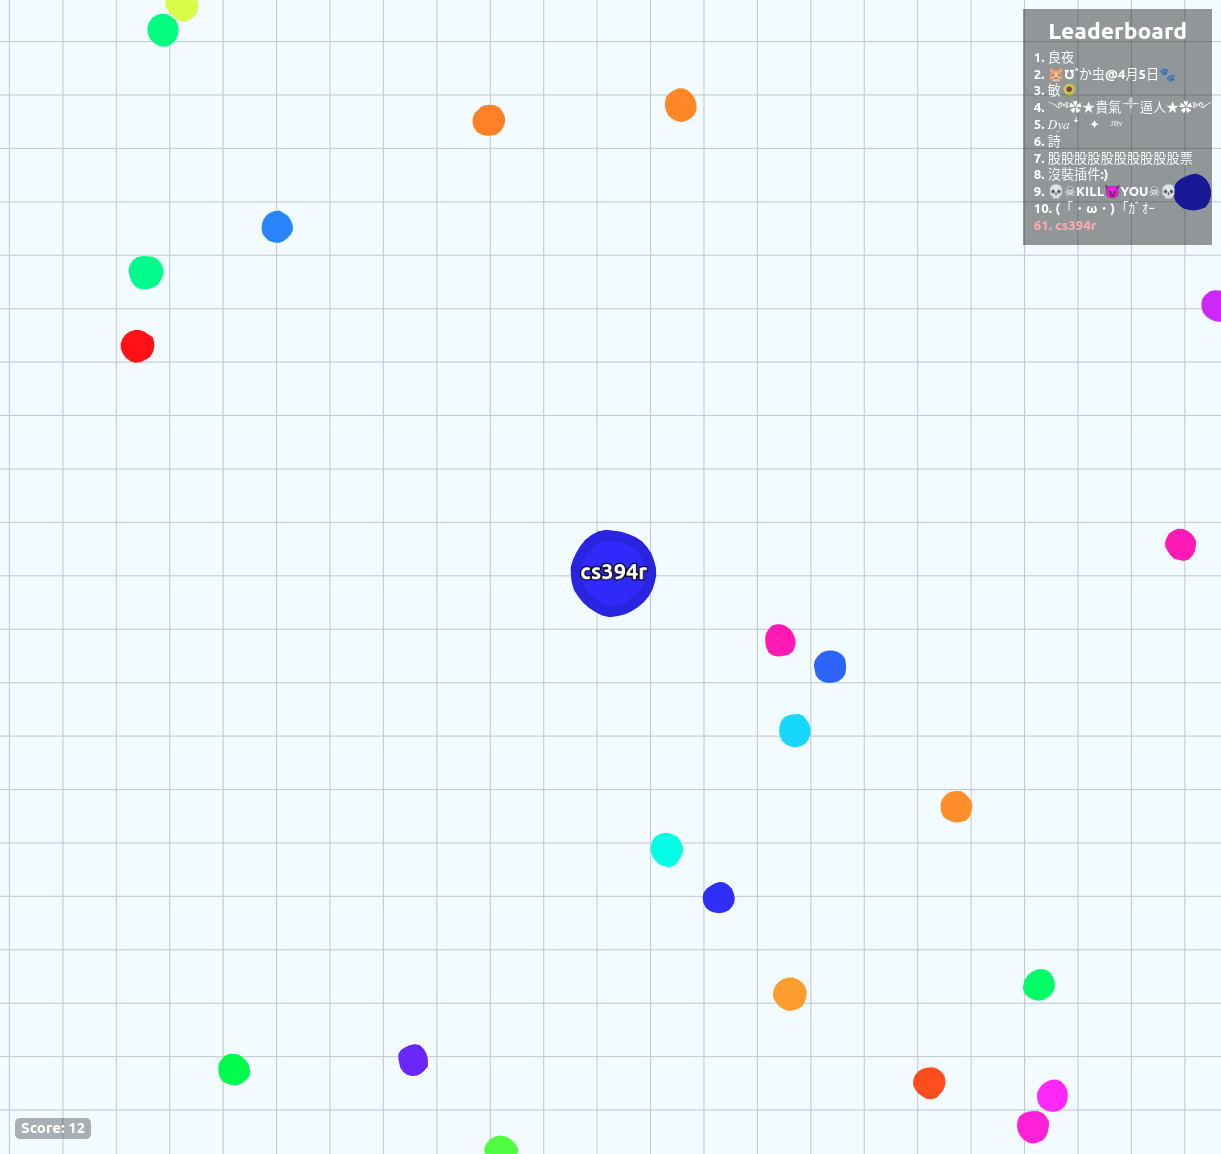 Leaderboard
1. 良夜
2. 🐹℧˚か虫@4月5日🐾
3. 敏🌻
4. ༺✽★貴氣༒逼人★✽༻
5. 𝐷𝑦𝑎 ⁺ ✦ ᴶᴮᵛ
6. 詩
7. 股股股股股股股股股股票
8. 沒裝插件:)
9. 💀☠KILL😈YOU☠💀
10. (「・ω・)「ｶﾞｵｰ
61. cs394r
cs394r
Score: 12